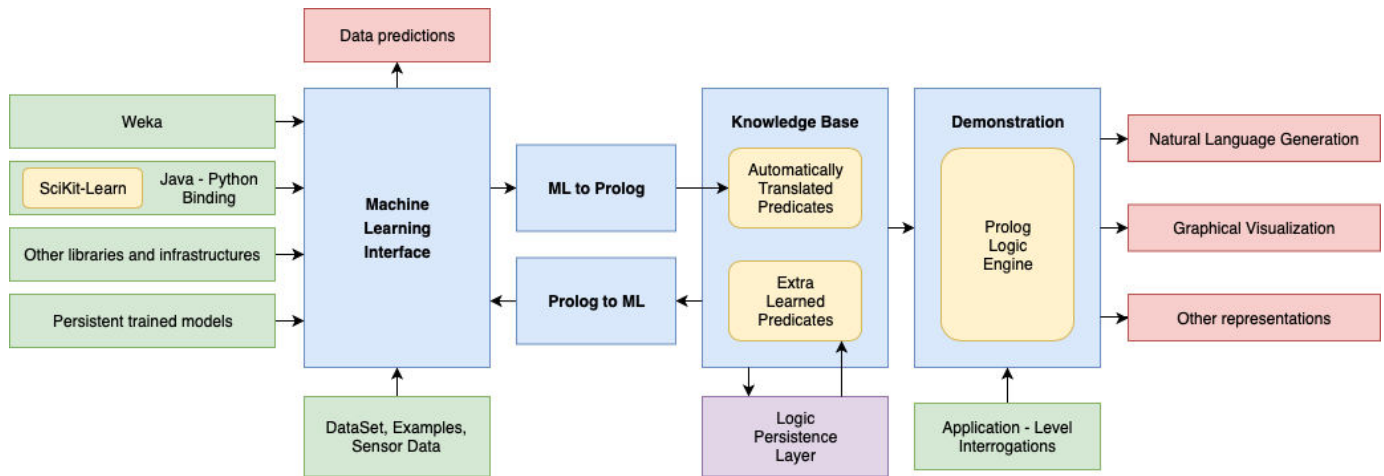 Data predictions
Weka
SciKit-Learn
Java - Python
Binding
Other libraries and infrastructures
Persistent trained models
Machine
Learning
Interface
DataSet, Examples,
Sensor Data
ML to Prolog
Prolog to ML
Knowledge Base
Automatically
Translated
Predicates
Extra
Learned
Predicates
Logic
Persistence
Layer
Demonstration
Prolog
Logic
Engine
Application - Level
Interrogations
Natural Language Generation
Graphical Visualization
Other representations